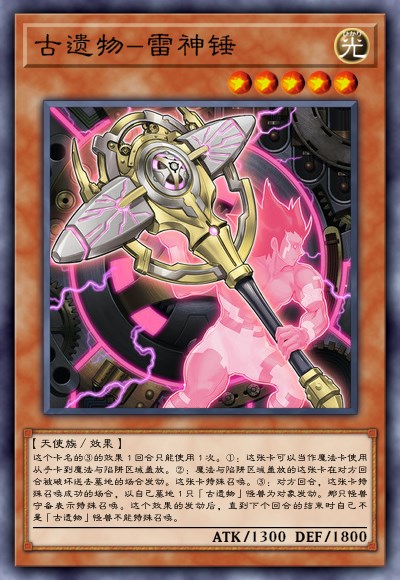 古遗物-雷神锤
ひかり
光
【天使族/效果】
这个卡名的③的效果1回合只能使用1次。①：这张卡可以当作魔法卡使用
从手卡到魔法与陷阱区域盖放。②：魔法与陷阱区域盖放的这张卡在对方回
合被破坏送去墓地的场合发动。这张卡特殊召唤。③：对方回合，这张卡特
殊召唤成功的场合，以自己墓地1只「古遗物」怪兽为对象发动。那只怪兽
守备表示特殊召唤。这个效果的发动后，直到下个回合的结束时自己不
是「古遗物」怪兽不能特殊召唤。
ATK/1300 DEF/1800